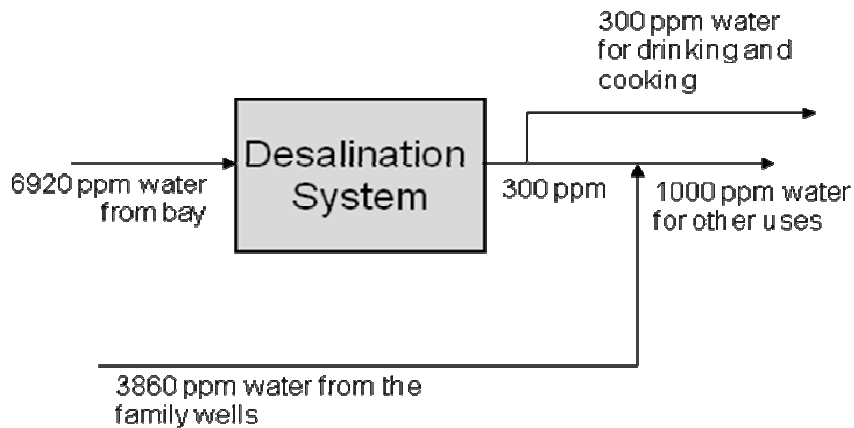 300 ppm water
for drinking and
cooking
Desalination
System
6920 ppm water
from bay
300 ppm
1000 ppm water
for other uses
3860 ppm water from the
family wells